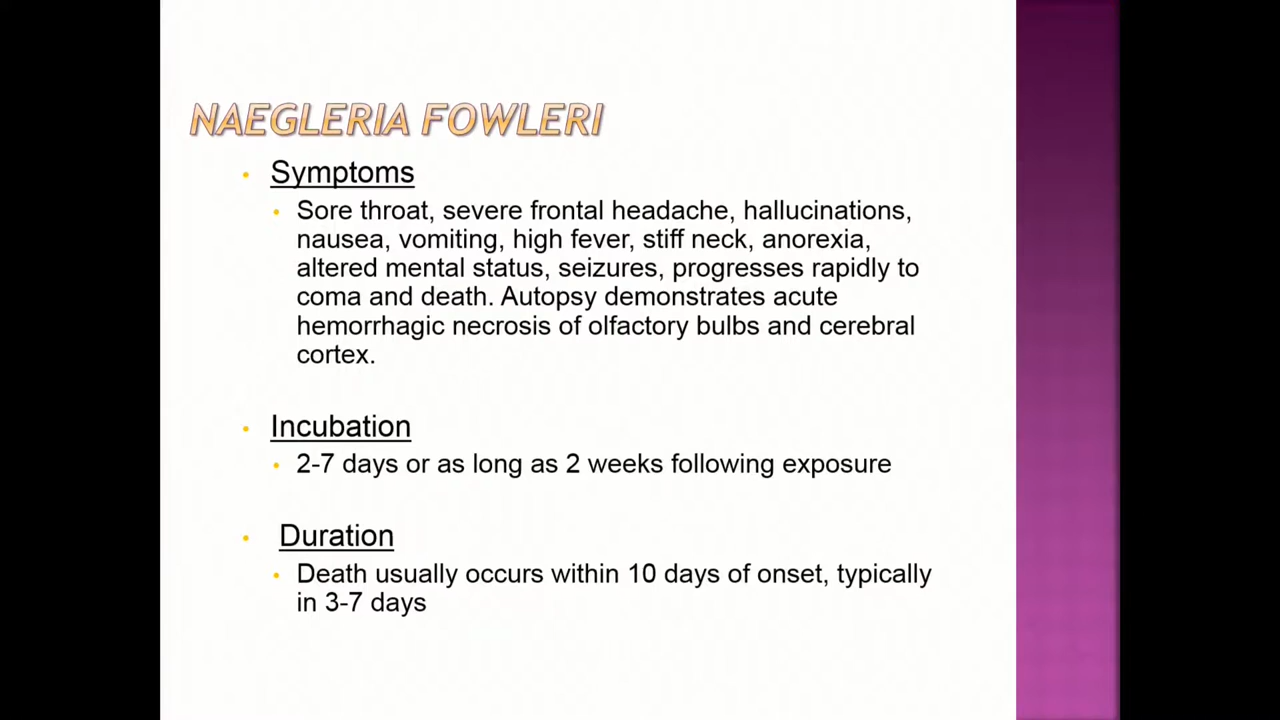 NAEGLERIA FOWLERI
• Symptoms
• Sore throat, severe frontal headache, hallucinations,
nausea, vomiting, high fever, stiff neck, anorexia,
altered mental status, seizures, progresses rapidly to
coma and death. Autopsy demonstrates acute
hemorrhagic necrosis of olfactory bulbs and cerebral
cortex.
• Incubation
• 2-7 days or as long as 2 weeks following exposure
• Duration
• Death usually occurs within 10 days of onset, typically
in 3-7 days